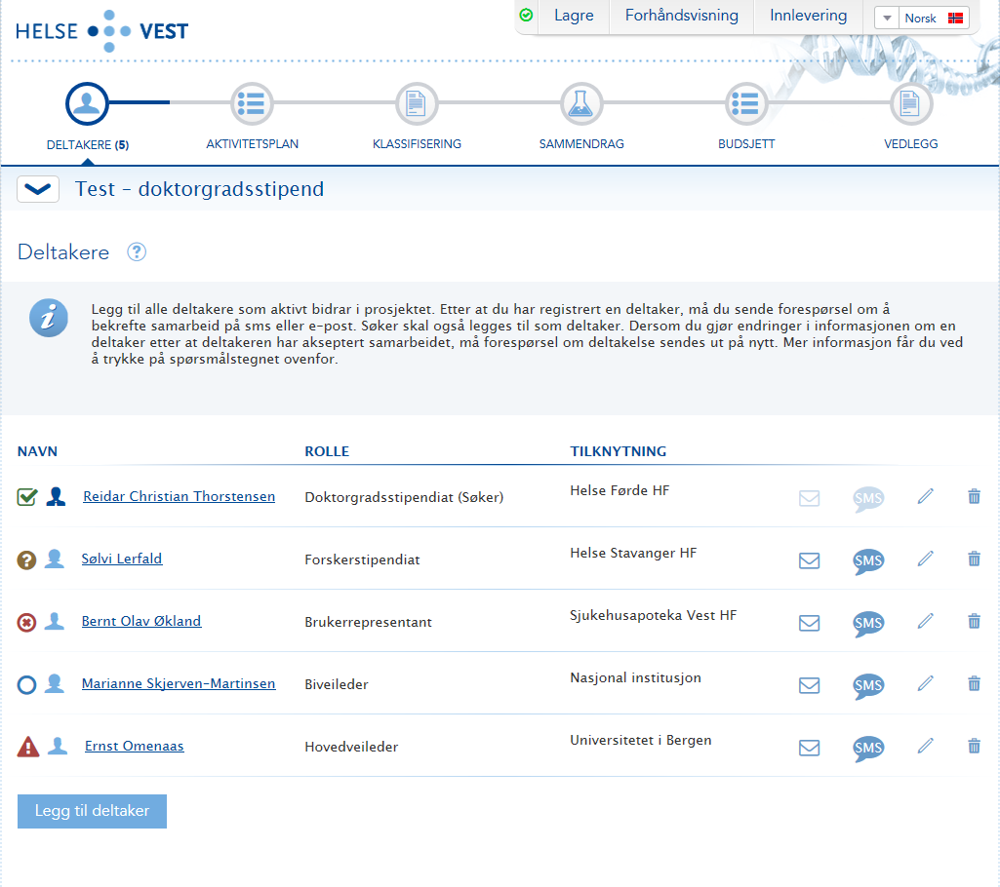 HELSE VEST
Lagre
Forhåndsvisning
Innlevering
Norsk
DELTAKERE (5)
AKTIVITETSPLAN
KLASSIFISERING
SAMMENDRAG
BUDSJETT
VEDLEGG
Test – doktorgradsstipend
Deltakere ?
i
Legg til alle deltakere som aktivt bidrar i prosjektet. Etter at du har registrert en deltaker, må du sende forespørsel om å
bekrefte samarbeid på sms eller e-post. Søker skal også legges til som deltaker. Dersom du gjør endringer i informasjonen om en
deltaker etter at deltakeren har akseptert samarbeidet, må forespørsel om deltakelse sendes ut på nytt. Mer informasjon får du ved
å trykke på spørsmålstegnet ovenfor.
NAVN ROLLE TILKNYTNING
Reidar Christian Thorstensen Doktorgradsstipendiat (Søker) Helse Førde HF SMS
? Sølvi Lerfald Forskerstipendiat Helse Stavanger HF SMS
Bernt Olav Økland Brukerrepresentant Sjukehusapoteka Vest HF SMS
Marianne Skjerven-Martinsen Biveileder Nasjonal institusjon SMS
! Ernst Omenaas Hovedveileder Universitetet i Bergen SMS
Legg til deltaker